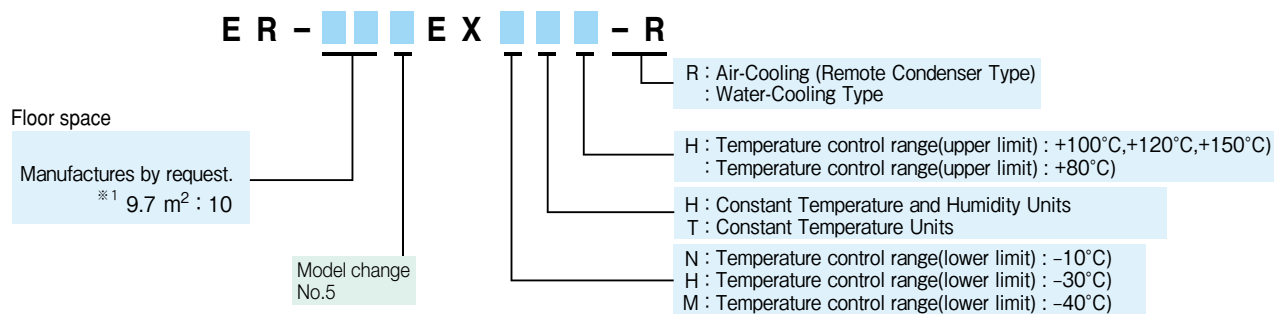 ER- EX -R
R : Air-Cooling (Remote Condenser Type)
: Water-Cooling Type
Floor space
Manufactures by request.
※1 9.7 m² : 10
H : Temperature control range(upper limit) : +100°C,+120°C,+150°C)
: Temperature control range(upper limit) : +80°C)
H : Constant Temperature and Humidity Units
T : Constant Temperature Units
Model change
No.5
N : Temperature control range(lower limit) : −10°C)
H : Temperature control range(lower limit) : −30°C)
M : Temperature control range(lower limit) : −40°C)